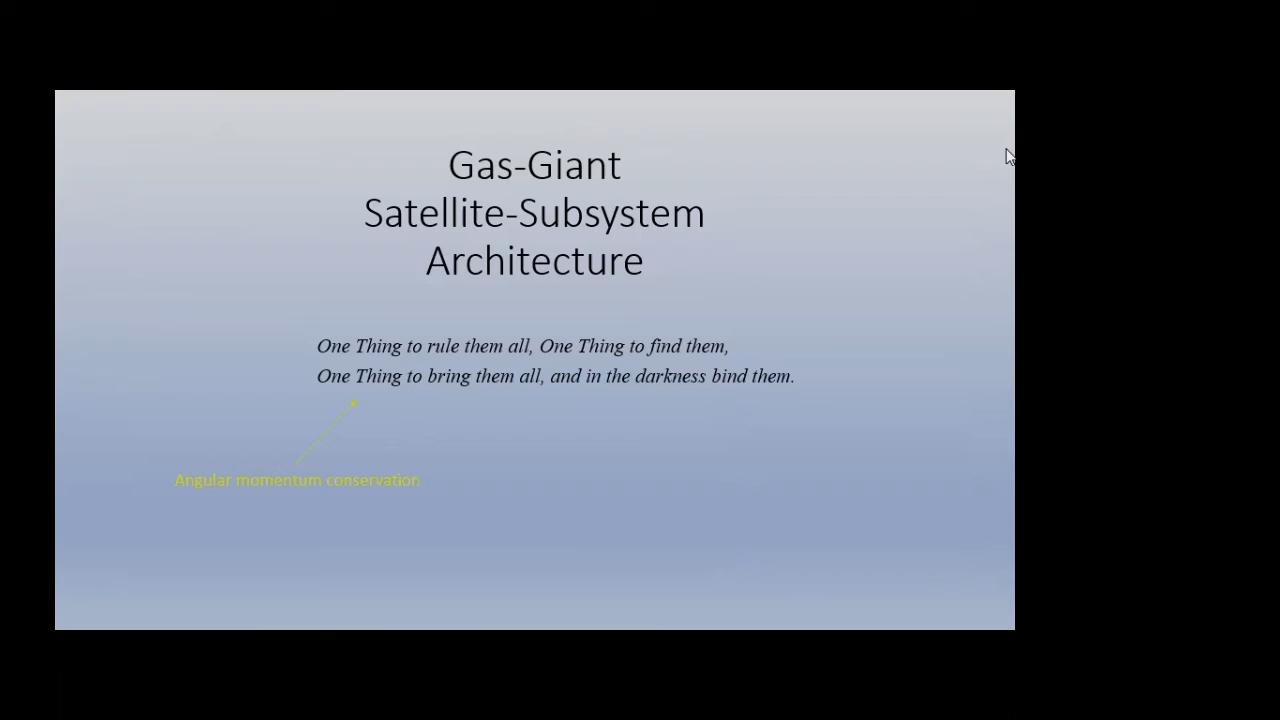 Gas-Giant
Satellite-Subsystem
Architecture
One Thing to rule them all, One Thing to find them,
One Thing to bring them all, and in the darkness bind them.
Angular momentum conservation